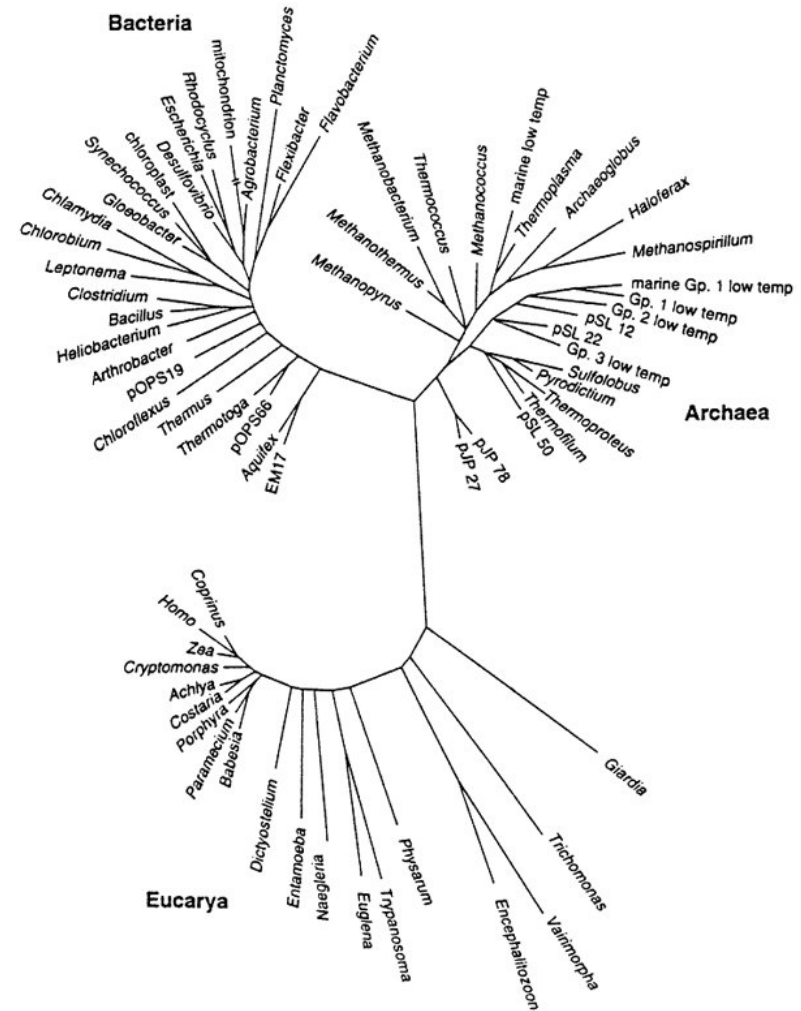 Bacteria
Planctomyces
Flavobacterium
mitochondrion
Rhodocyclus
Escherichia
Desulfovibrio
Agrobacterium
Flexibacter
chloroplast
Synechococcus
Gloeobacter
Chlamydia
Chlorobium
Leptonema
Clostridium
Bacillus
Heliobacterium
Arthrobacter
pOPS19
Chloroflexus
Thermus
Thermotoga
pOPS66
Aquifex
EM17
Methanopyrus
Methanothermus
Methanobacterium
Thermococcus
Methanococcus
marine low temp
Thermoplasma
Archaeoglobus
Haloferax
Methanospirillum
marine Gp. 1 low temp
Gp. 1 low temp
Gp. 2 low temp
pSL 12
pSL 22
Gp. 3 low temp
Sulfolobus
Pyrodictium
Thermoproteus
Thermofilum
pSL 50
pJP 78
pJP 27
Archaea
Coprinus
Homo
Zea
Cryptomonas
Achlya
Costaria
Porphyra
Paramecium
Babesia
Dictyostelium
Entamoeba
Naegleria
Euglena
Trypanosoma
Physarum
Encephalitozoon
Vairimorpha
Trichomonas
Giardia
Eucarya